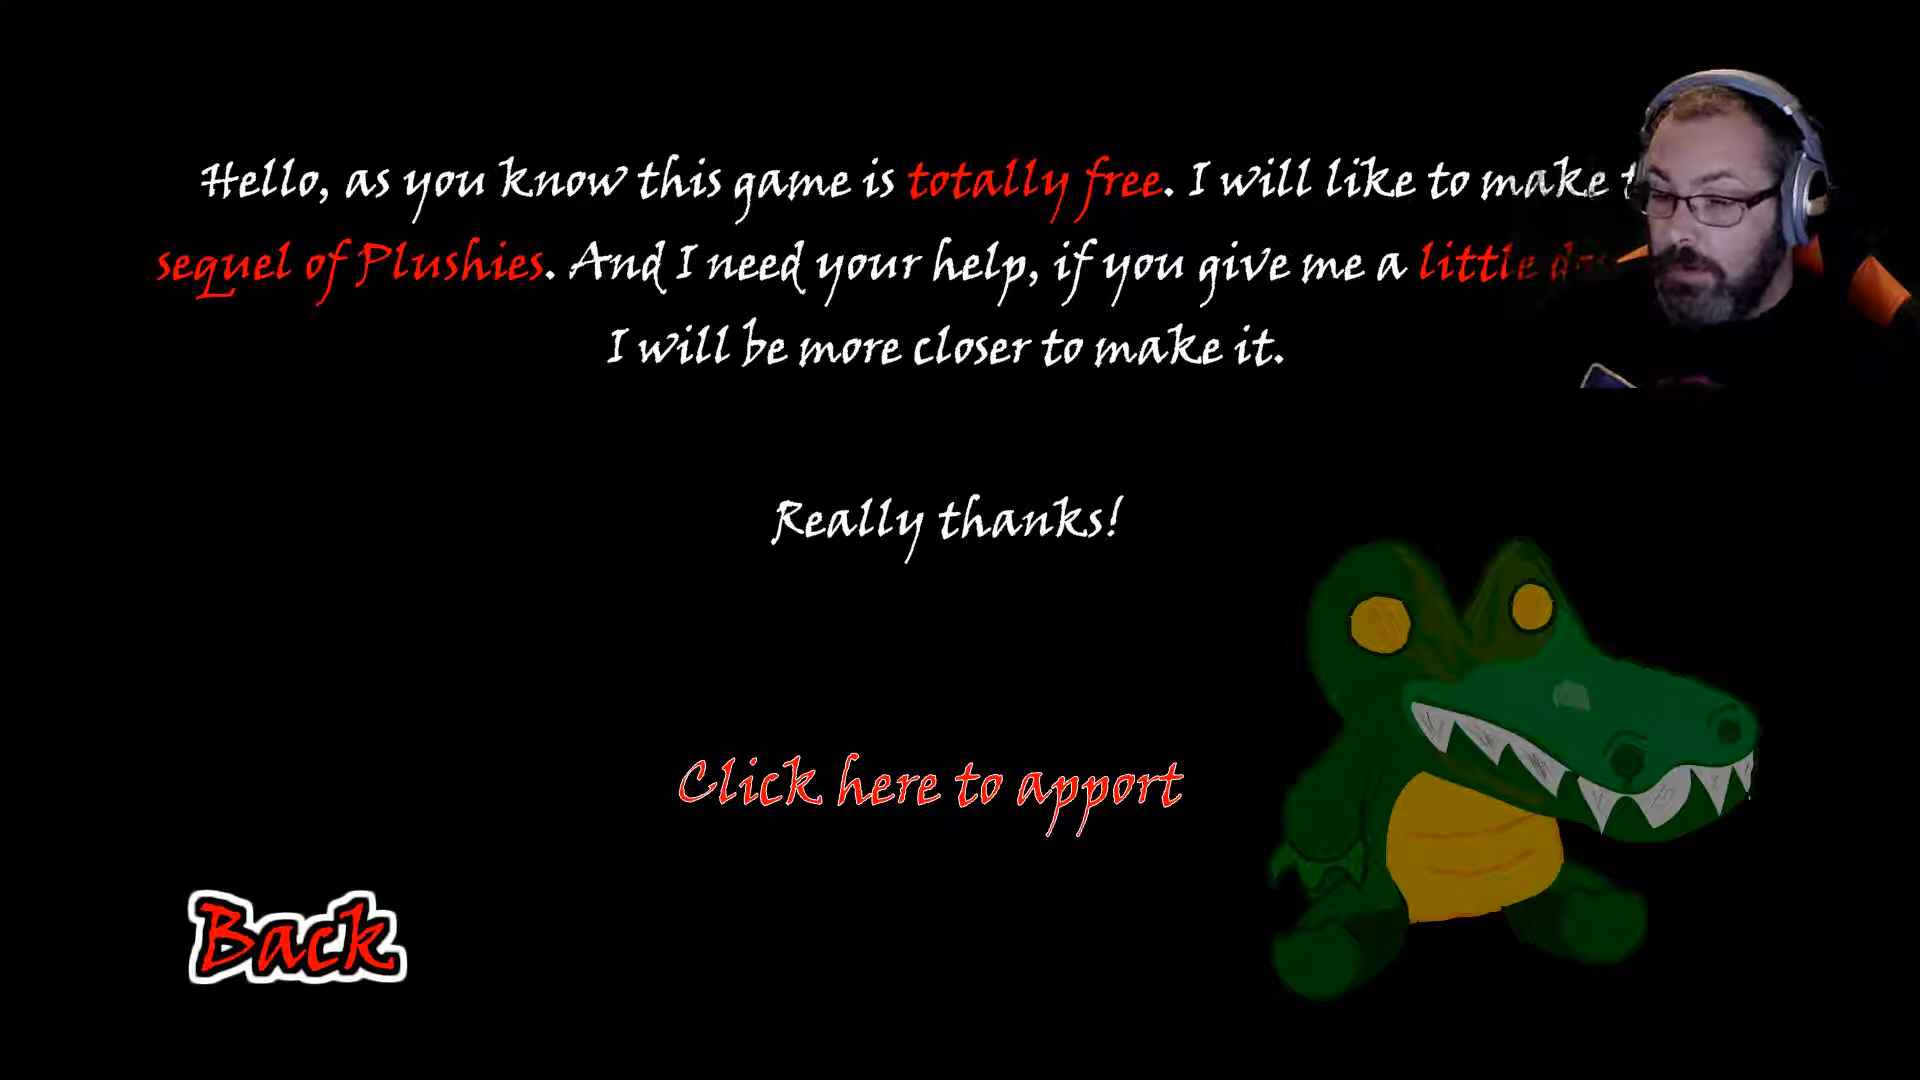 Hello, as you know this game is totally free. I will like to make
sequel of Plushies. And I need your help, if you give me a little
I will be more closer to make it.
Really thanks!
Click here to apport
Back